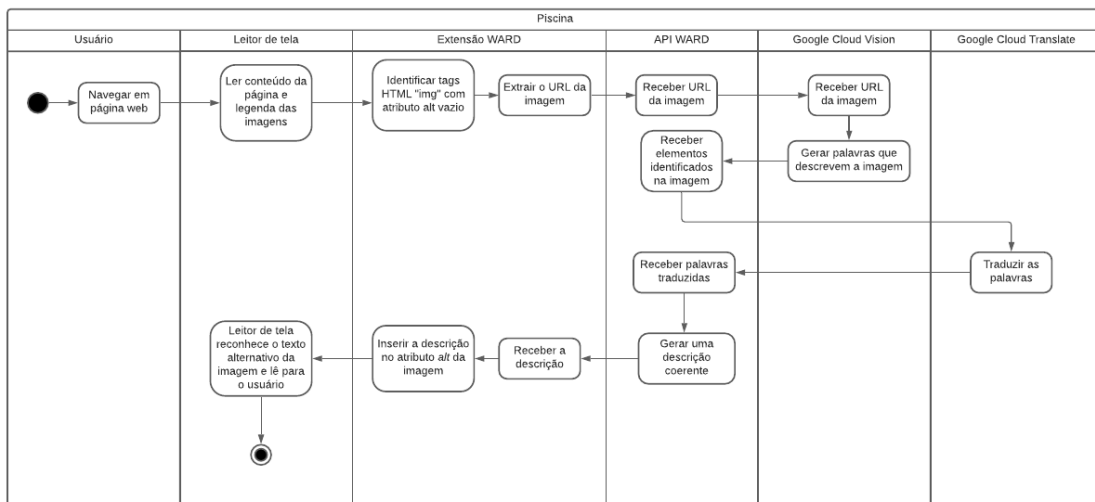 Piscina
Usuário
Leitor de tela
Extensão WARD
API WARD
Google Cloud Vision
Google Cloud Translate
Navegar em
página web
Ler conteúdo da
página e
legenda das
imagens
Identificar tags
HTML "img" com
atributo alt vazio
Extrair o URL da
imagem
Receber URL
da imagem
Receber URL
da imagem
Gerar palavras que
descrevem a imagem
Receber
elementos
identificados
na imagem
Traduzir as
palavras
Receber palavras
traduzidas
Gerar uma
descrição
coerente
Receber a
descrição
Inserir a descrição
no atributo alt da
imagem
Leitor de tela
reconhece o texto
alternativo da
imagem e lê para
o usuário